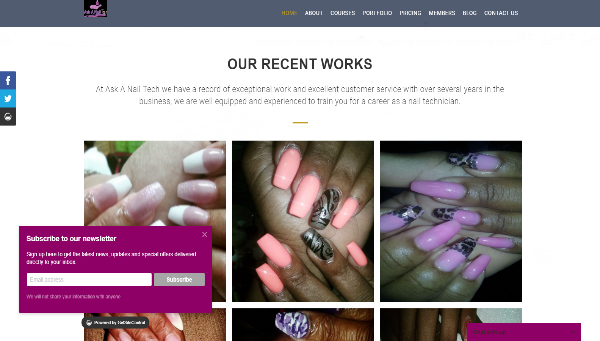 HOME ABOUT COURSES PORTFOLIO PRICING MEMBERS BLOG CONTACT US
OUR RECENT WORKS
At Ask A Nail Tech we have a record of exceptional work and excellent customer service with over several years in the
business, we are well equipped and experienced to train you for a career as a nail technician.
Subscribe to our newsletter
Sign up here to get the latest news, updates and special offers delivered
directly to your inbox.
Email address
Subscribe
We will not share your information with anyone
Powered by GetSiteControl